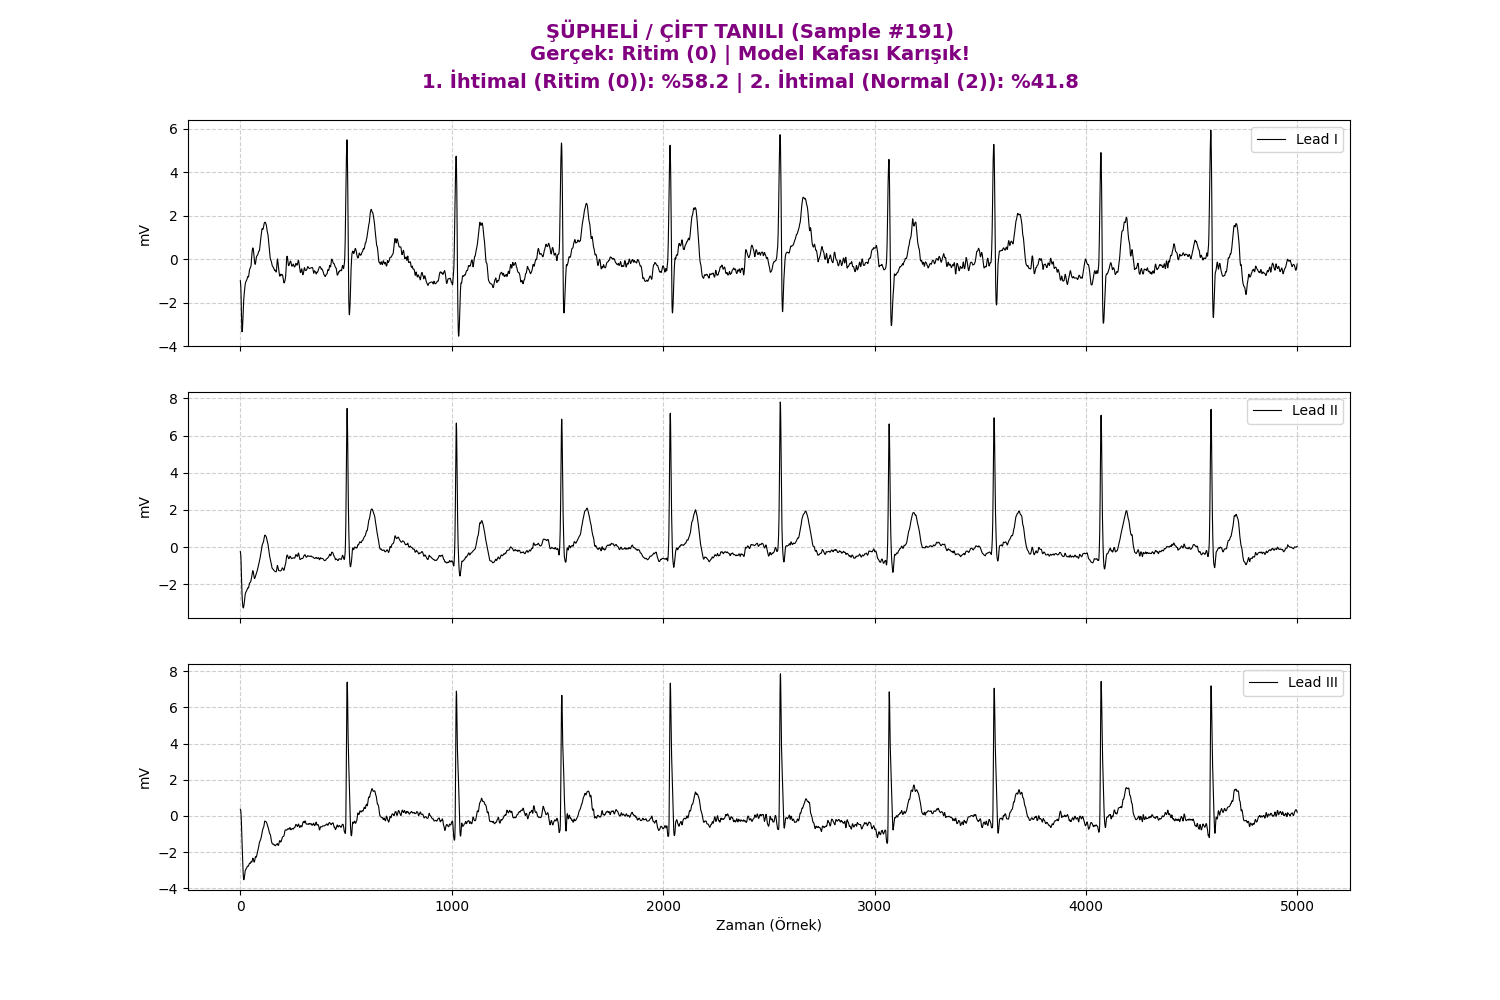 ŞÜPHELİ / ÇİFT TANILI (Sample #191)
Gerçek: Ritim (0) | Model Kafası Karışık!
1. İhtimal (Ritim (0)): %58.2 | 2. İhtimal (Normal (2)): %41.8
Lead I
6
4
2
0
−2
−4
mV
Lead II
8
6
4
2
0
−2
mV
Lead III
8
6
4
2
0
−2
−4
mV
0 1000 2000 3000 4000 5000
Zaman (Örnek)